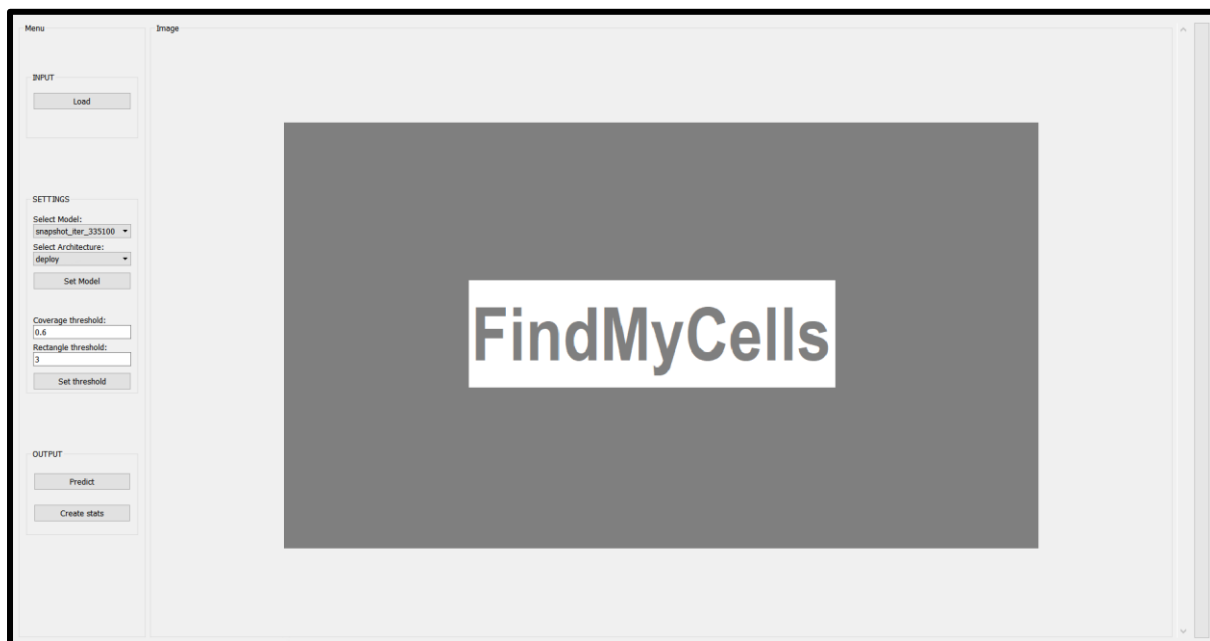 Menu
Image
INPUT
Load
SETTINGS
Select Model:
snapshot_iter_335100
Select Architecture:
deploy
Set Model
Coverage threshold:
0.6
Rectangle threshold:
3
Set threshold
OUTPUT
Predict
Create stats
FindMyCells